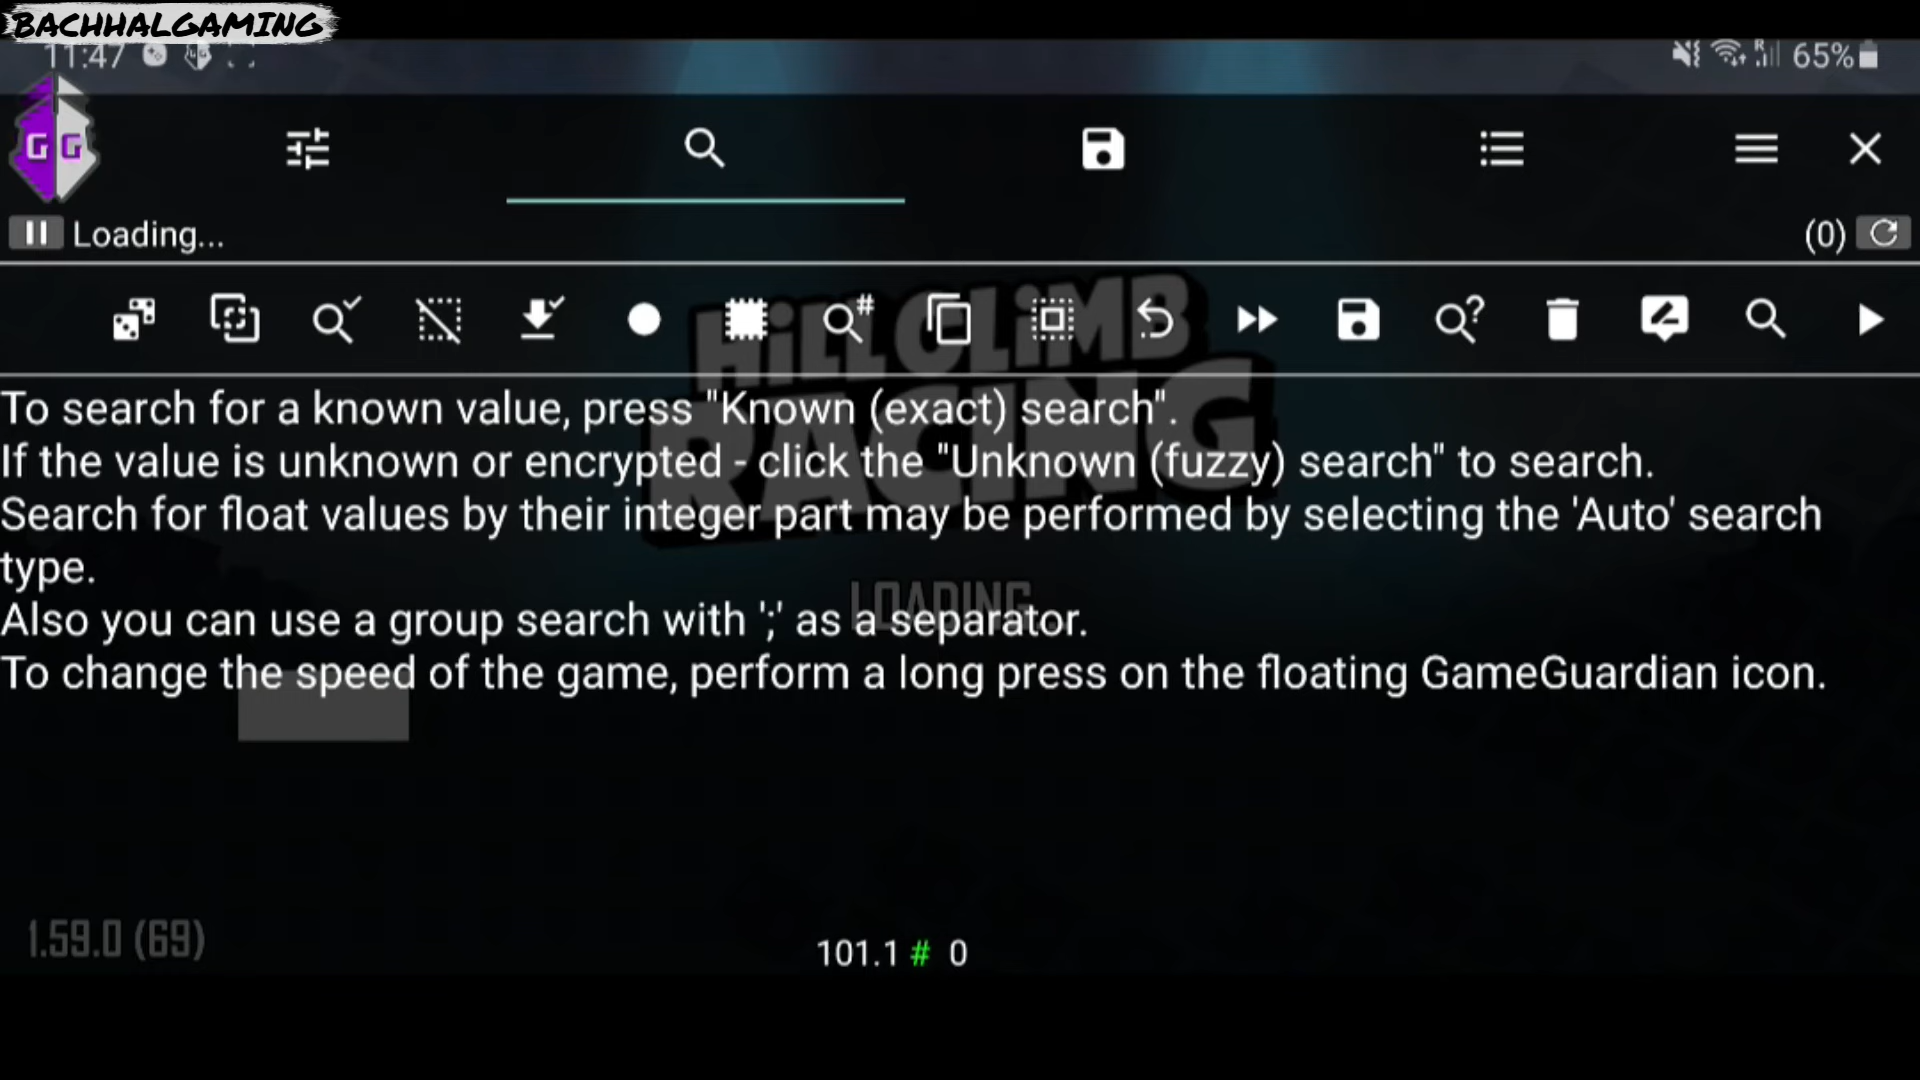 BACHHALGAMING
11:47
65%
G G
Loading...
(0)
#
?
HILL CLIMB
RACING
To search for a known value, press "Known (exact) search".
If the value is unknown or encrypted - click the "Unknown (fuzzy) search" to search.
Search for float values by their integer part may be performed by selecting the 'Auto' search
type.
LOADING
Also you can use a group search with ';' as a separator.
To change the speed of the game, perform a long press on the floating GameGuardian icon.
1.59.0 (69)
101.1 # 0